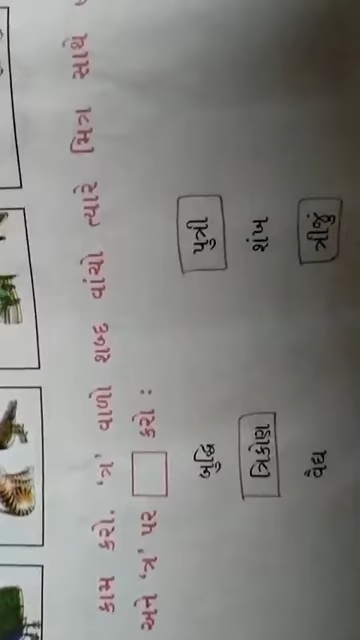 મિત્ર સાથે
કામ કરો. 'ત્ર' વાળો શબ્દ વાંચો ત્યારે
અને 'ત્ર' પર કરો :
બુદ્ધિ પુત્રી
ત્રિકોણ શંખ
વૈદ્ય ત્રીજું